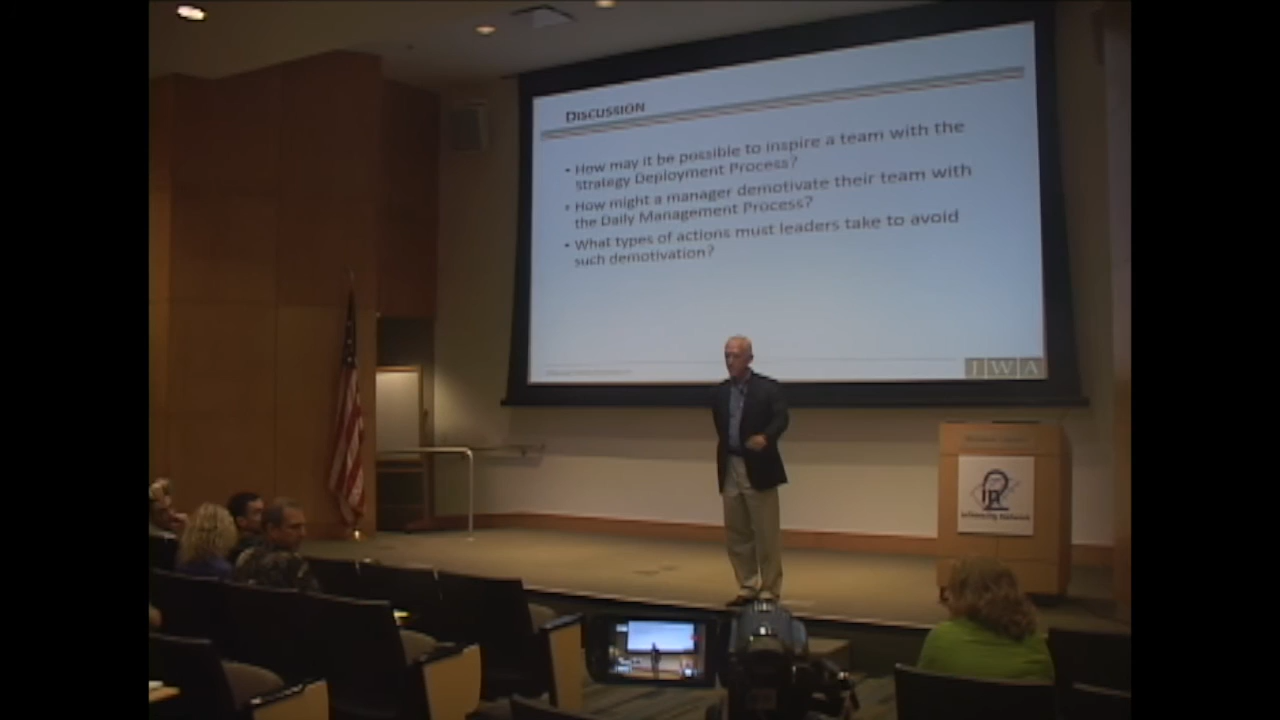 DISCUSSION
• How may it be possible to inspire a team with the
Strategy Deployment Process?
• How might a manager demotivate their team with
the Daily Management Process?
• What types of actions must leaders take to avoid
such demotivation?
JWA
in2